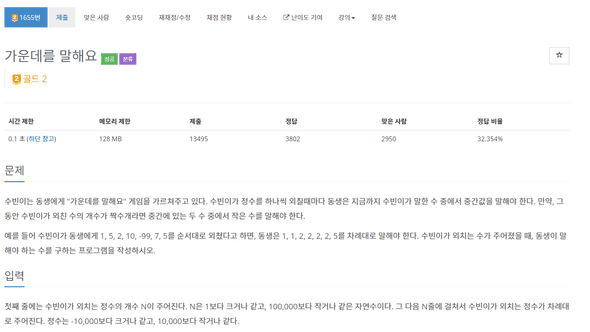 1655번 제출 맞은 사람 숏코딩 재채점/수정 채점 현황 내 소스 난이도 기여 강의 질문 검색
가운데를 말해요 성공 분류
2 골드 2
시간 제한 메모리 제한 제출 정답 맞은 사람 정답 비율
0.1 초 (하단 참고) 128 MB 13495 3802 2950 32.354%
문제
수빈이는 동생에게 "가운데를 말해요" 게임을 가르쳐주고 있다. 수빈이가 정수를 하나씩 외칠때마다 동생은 지금까지 수빈이가 말한 수 중에서 중간값을 말해야 한다. 만약, 그
동안 수빈이가 외친 수의 개수가 짝수개라면 중간에 있는 두 수 중에서 작은 수를 말해야 한다.
예를 들어 수빈이가 동생에게 1, 5, 2, 10, -99, 7, 5를 순서대로 외쳤다고 하면, 동생은 1, 1, 2, 2, 2, 2, 5를 차례대로 말해야 한다. 수빈이가 외치는 수가 주어졌을 때, 동생이 말
해야 하는 수를 구하는 프로그램을 작성하시오.
입력
첫째 줄에는 수빈이가 외치는 정수의 개수 N이 주어진다. N은 1보다 크거나 같고, 100,000보다 작거나 같은 자연수이다. 그 다음 N줄에 걸쳐서 수빈이가 외치는 정수가 차례대
로 주어진다. 정수는 -10,000보다 크거나 같고, 10,000보다 작거나 같다.